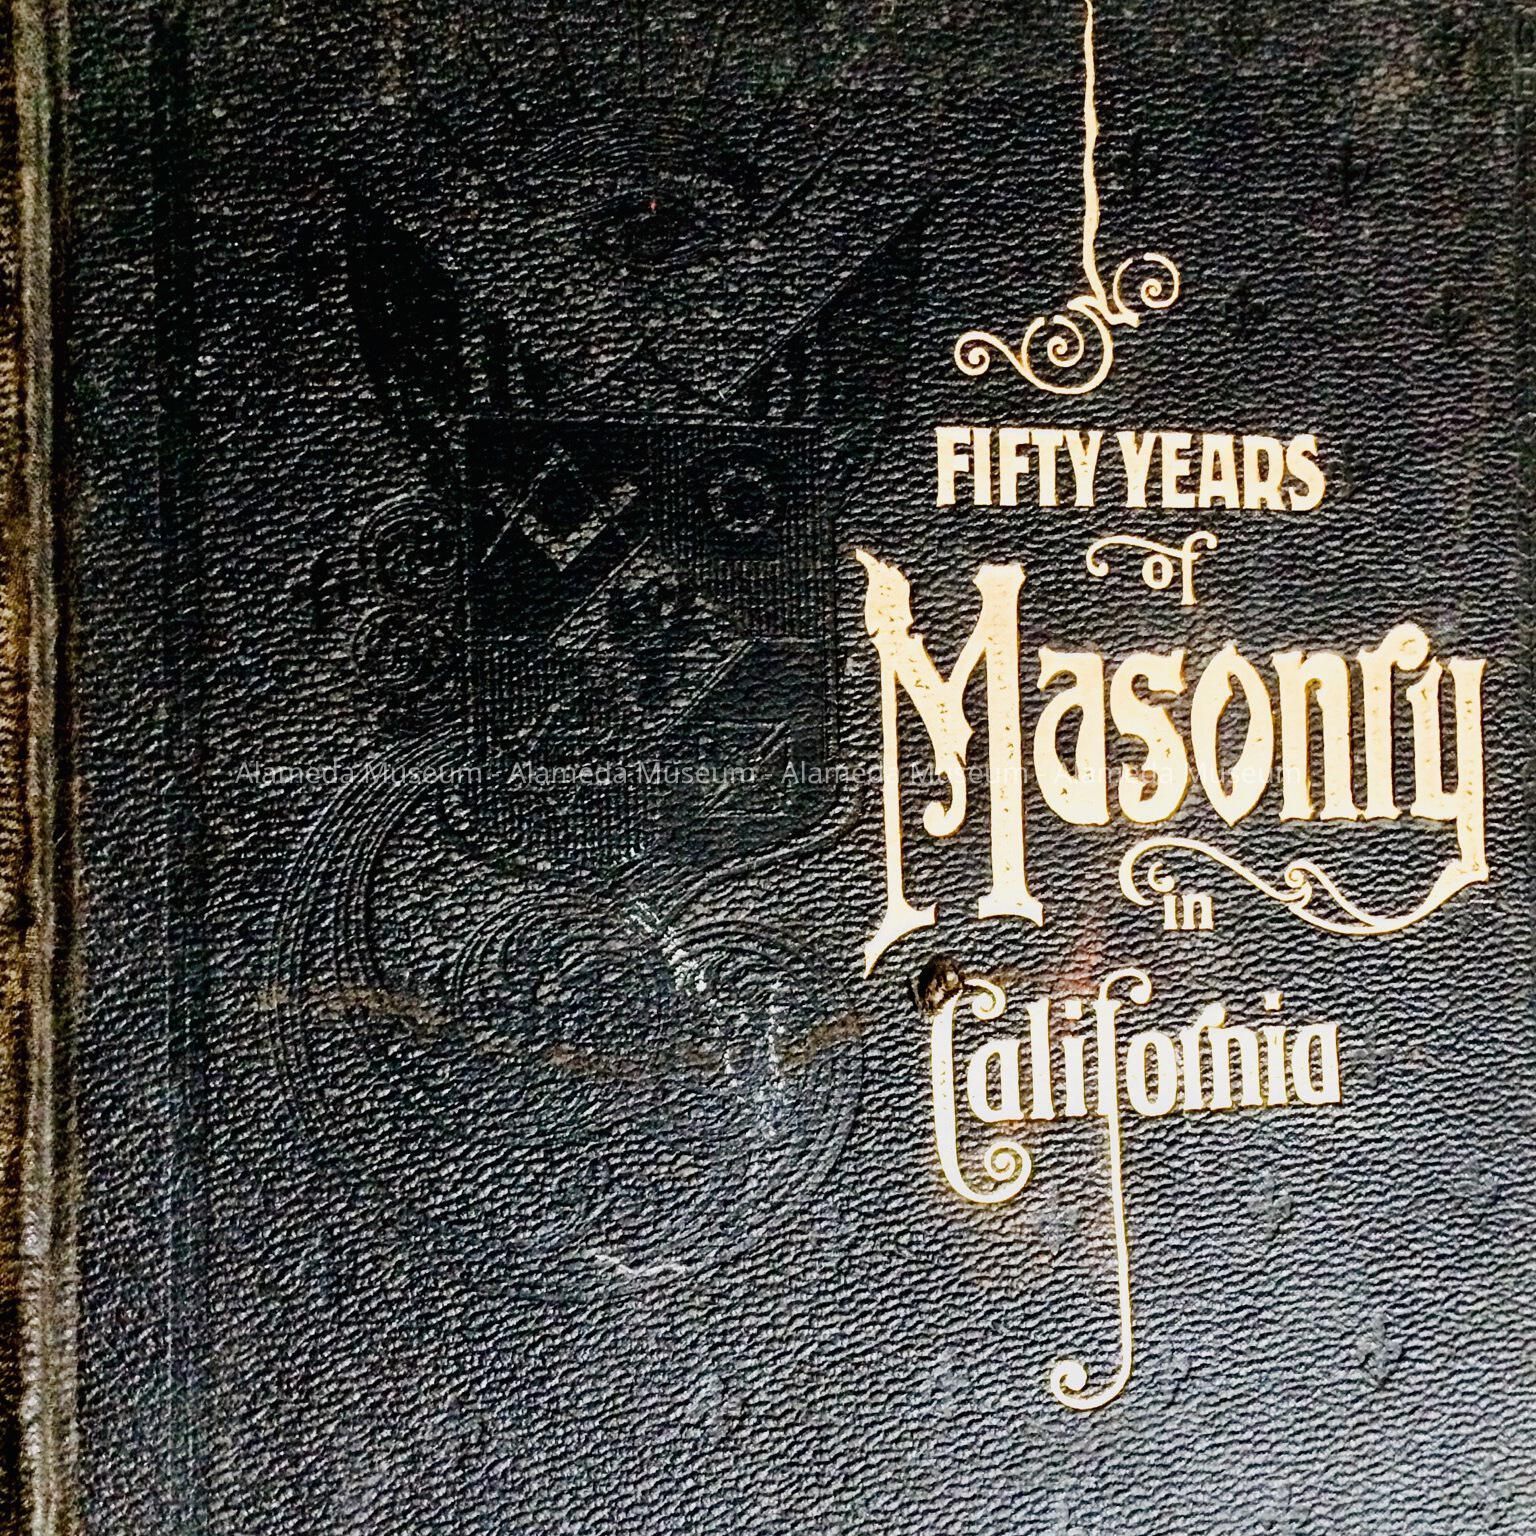 FIFTY YEARS
of
Masonry
Alameda Museum - Alameda Museum - Alameda Museum - Alameda Museum
in
California